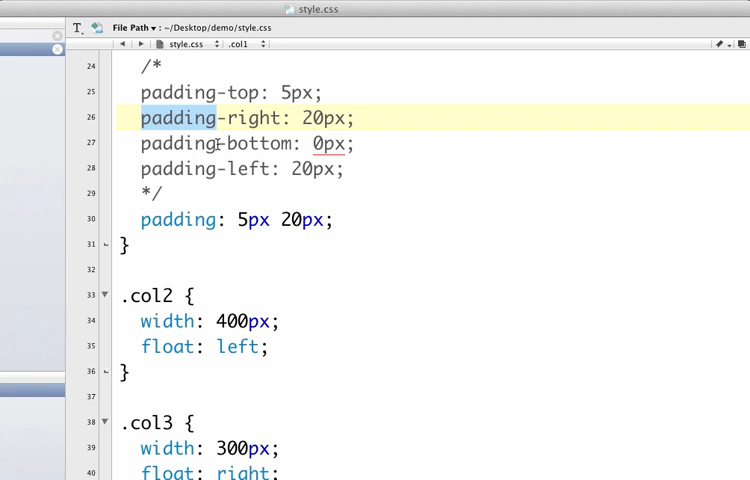 style.css
File Path ▾ : ~/Desktop/demo/style.css
style.css .col1
24 /*
25 padding-top: 5px;
26 padding-right: 20px;
27 padding-bottom: 0px;
28 padding-left: 20px;
29 */
30 padding: 5px 20px;
31 }
32
33 .col2 {
34 width: 400px;
35 float: left;
36 }
37
38 .col3 {
39 width: 300px;
40 float: right;